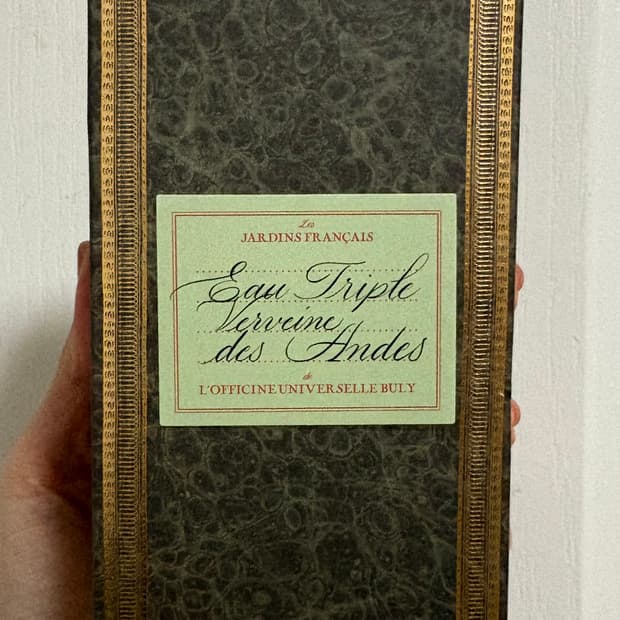 Les
JARDINS FRANÇAIS
Eau Triple
Verveine
des Andes
de
L'OFFICINE UNIVERSELLE BULY